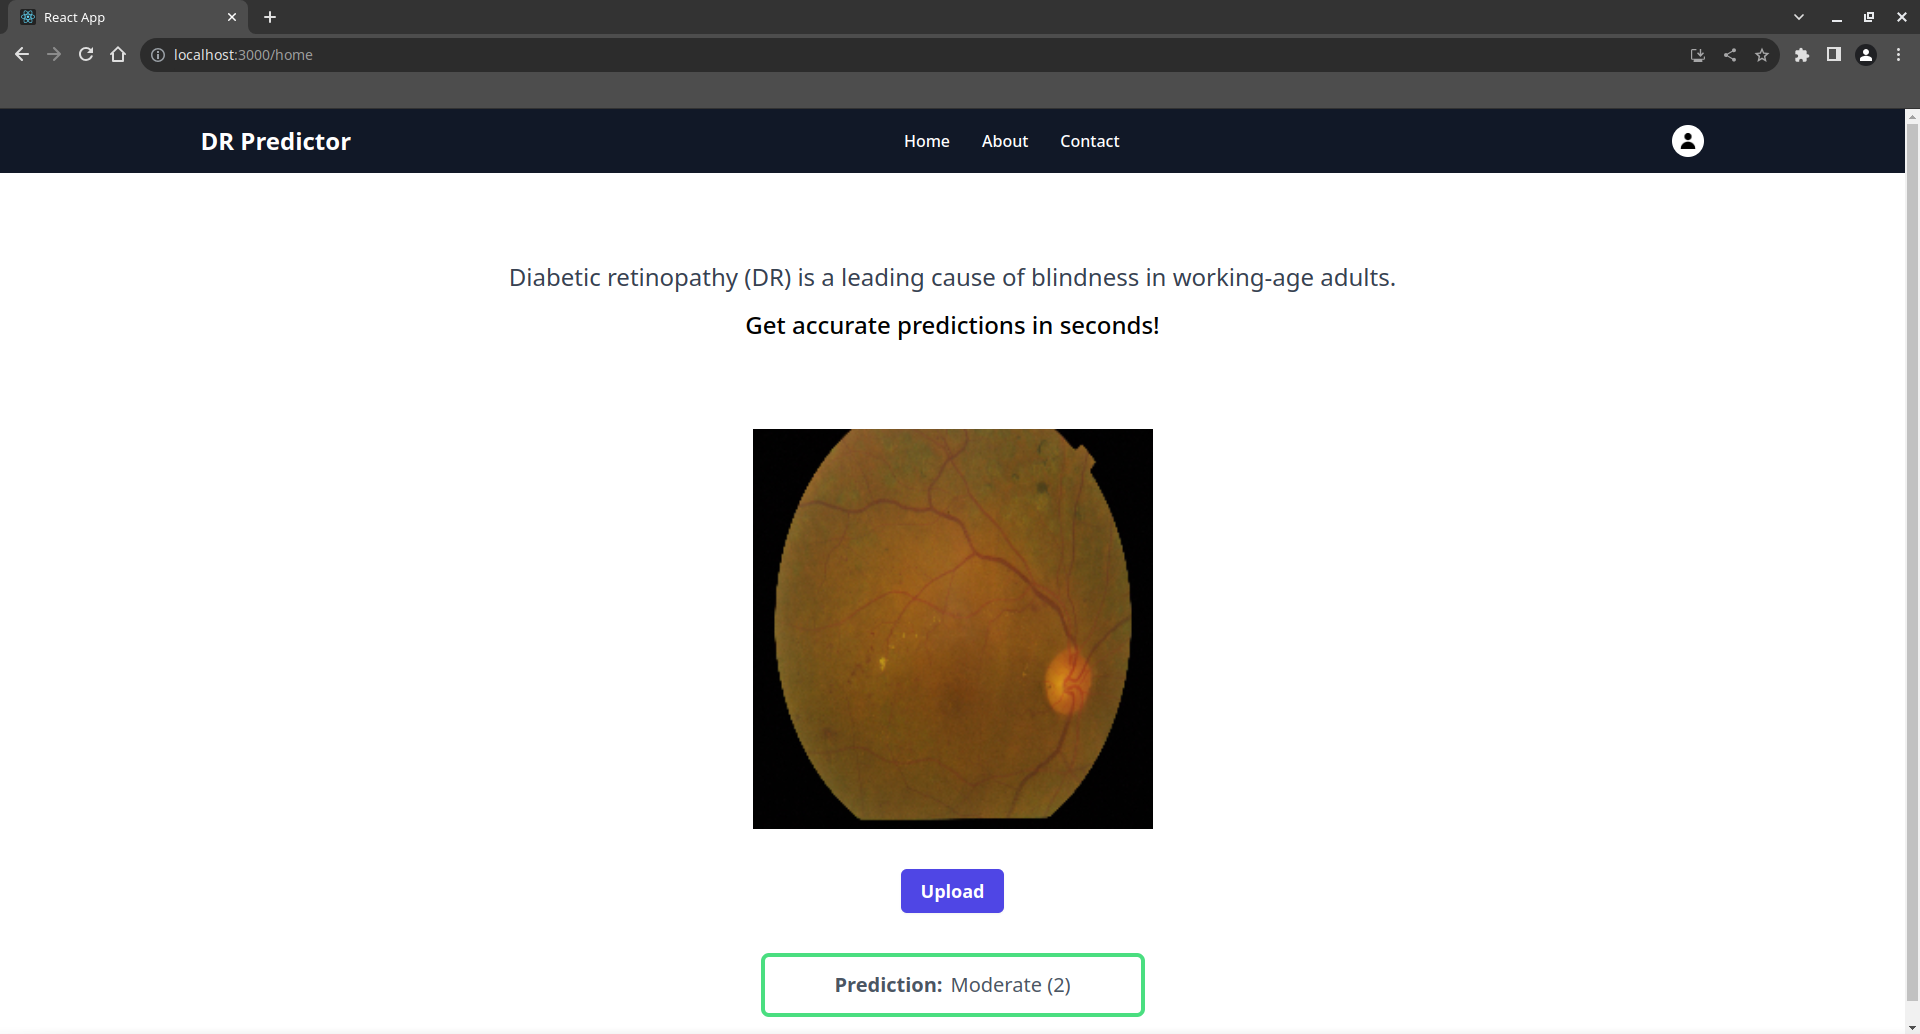 React App
localhost:3000/home
DR Predictor
Home About Contact
Diabetic retinopathy (DR) is a leading cause of blindness in working-age adults.
Get accurate predictions in seconds!
Upload
Prediction: Moderate (2)